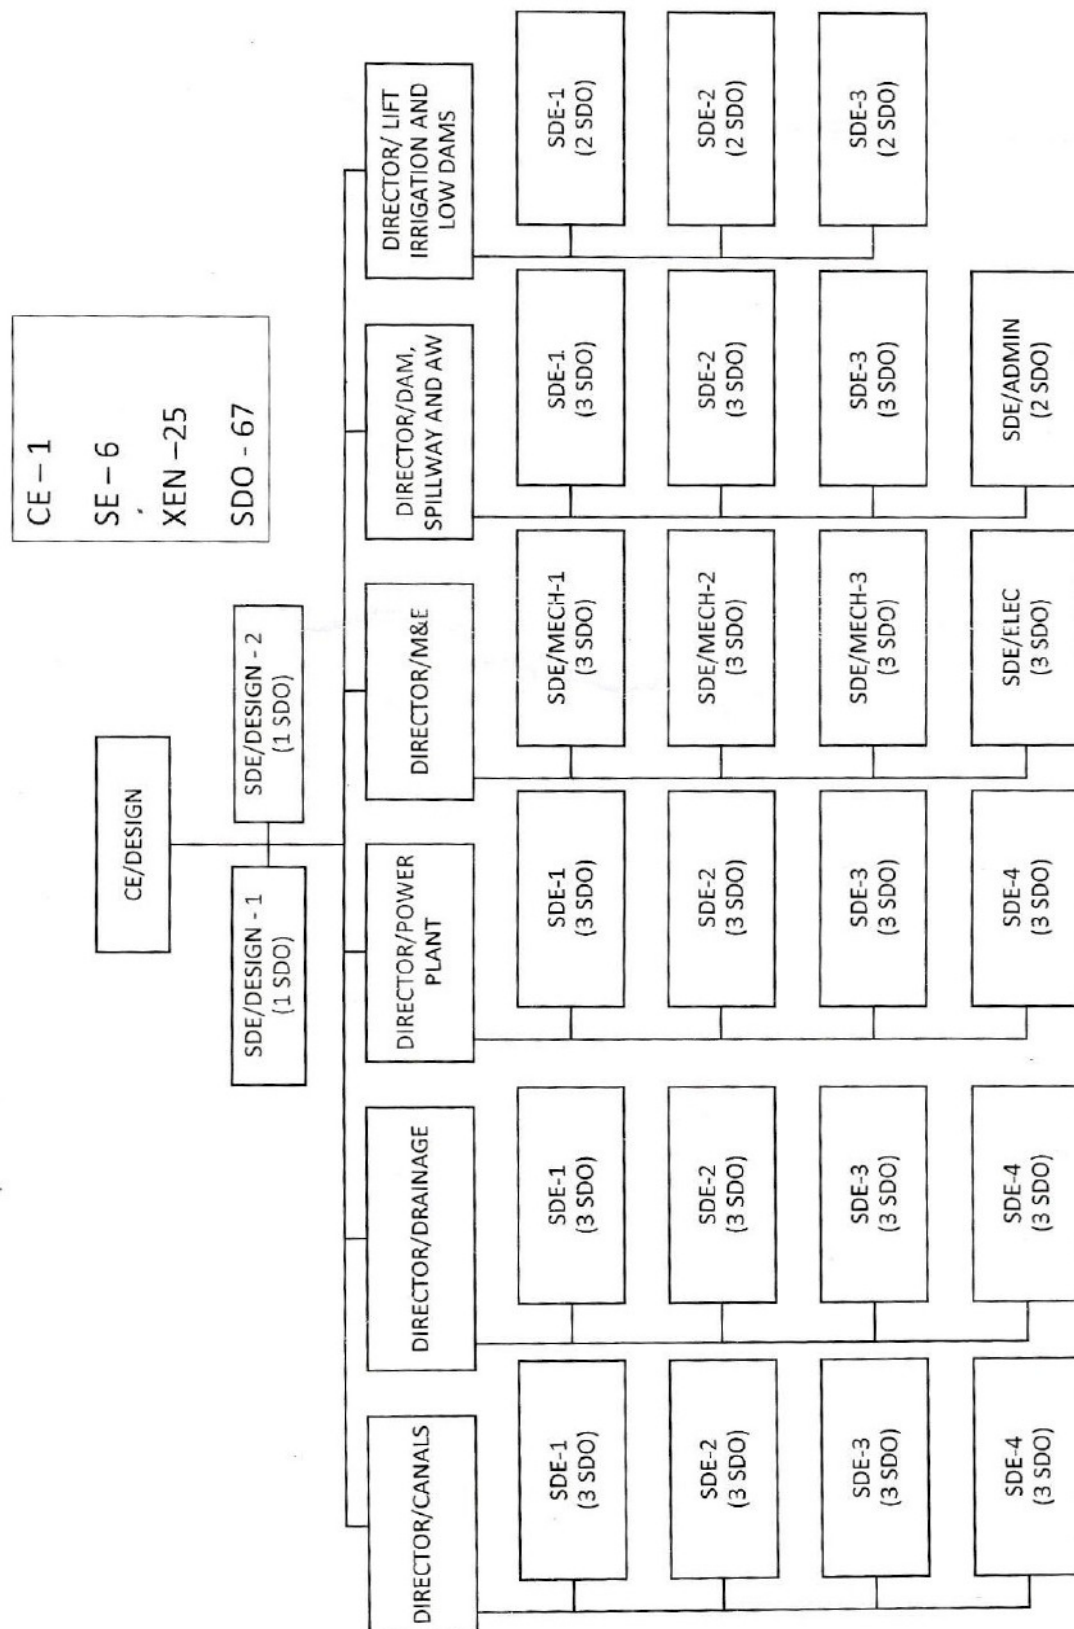 CE – 1
SE – 6
XEN –25
SDO - 67
CE/DESIGN
SDE/DESIGN - 1
(1 SDO)
SDE/DESIGN - 2
(1 SDO)
DIRECTOR/CANALS
DIRECTOR/DRAINAGE
DIRECTOR/POWER
PLANT
DIRECTOR/M&E
DIRECTOR/DAM,
SPILLWAY AND AW
DIRECTOR/ LIFT
IRRIGATION AND
LOW DAMS
SDE-1
(3 SDO)
SDE-1
(3 SDO)
SDE-1
(3 SDO)
SDE/MECH-1
(3 SDO)
SDE-1
(3 SDO)
SDE-1
(2 SDO)
SDE-2
(3 SDO)
SDE-2
(3 SDO)
SDE-2
(3 SDO)
SDE/MECH-2
(3 SDO)
SDE-2
(3 SDO)
SDE-2
(2 SDO)
SDE-3
(3 SDO)
SDE-3
(3 SDO)
SDE-3
(3 SDO)
SDE/MECH-3
(3 SDO)
SDE-3
(3 SDO)
SDE-3
(2 SDO)
SDE-4
(3 SDO)
SDE-4
(3 SDO)
SDE-4
(3 SDO)
SDE/ELEC
(3 SDO)
SDE/ADMIN
(2 SDO)